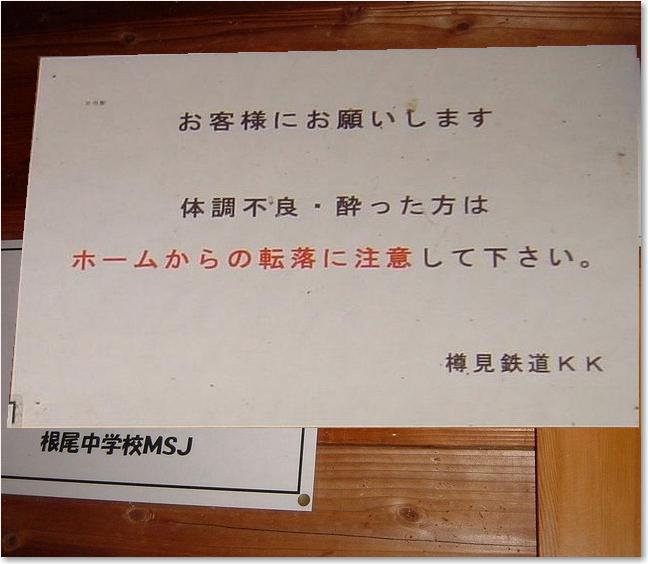 お客様にお願いします
体調不良・酔った方は
ホームからの転落に注意して下さい。
樽見鉄道KK
根尾中学校MSJ